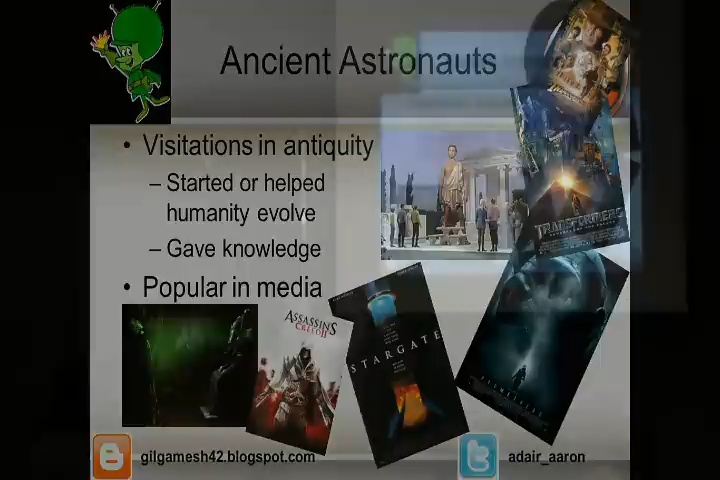 Ancient Astronauts
• Visitations in antiquity
– Started or helped
humanity evolve
– Gave knowledge
• Popular in media
TRANSFORMERS
ASSASSINS
CREED II
STARGATE
PROMETHEUS
gilgamesh42.blogspot.com
adair_aaron